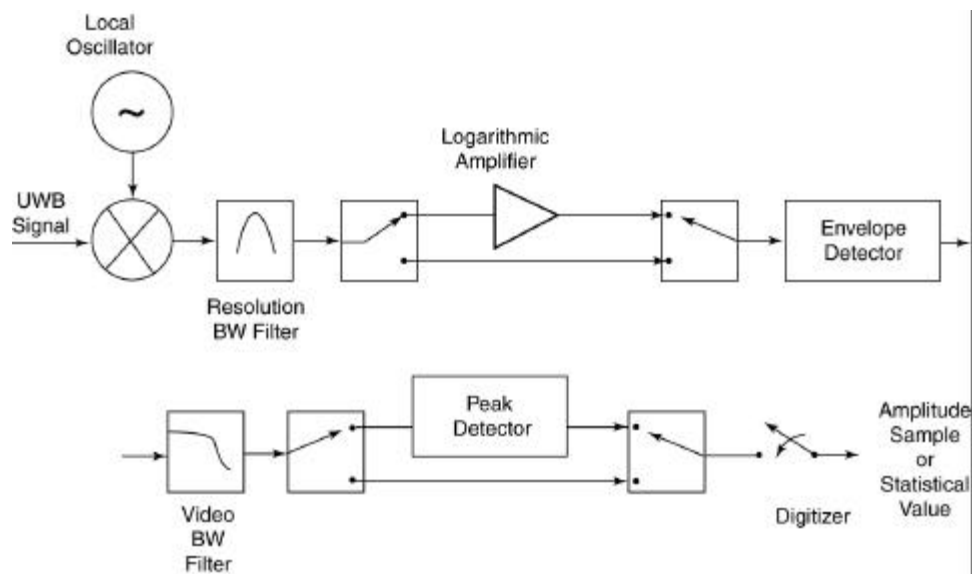 Local
Oscillator
~
Logarithmic
Amplifier
UWB
Signal
Envelope
Detector
Resolution
BW Filter
Peak
Detector
Amplitude
Sample
or
Statistical
Value
Video
BW
Filter
Digitizer